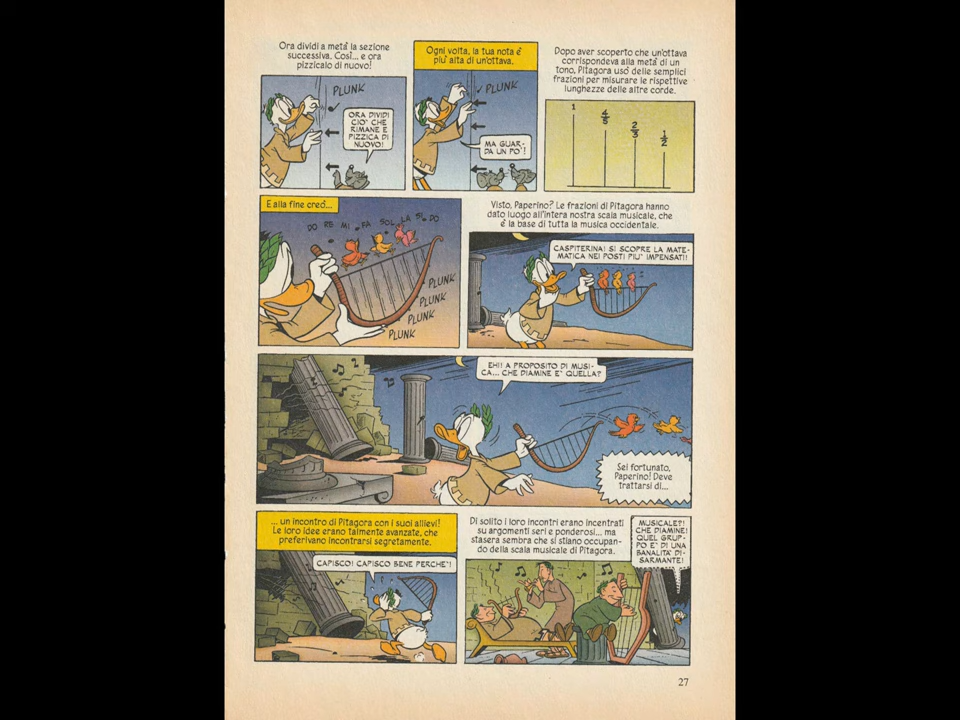 Ora dividi a metà la sezione
successiva. Così... e ora
pizzicalo di nuovo!
PLUNK
ORA DIVIDI
CIO' CHE
RIMANE E
PIZZICA DI
NUOVO!
Ogni volta, la tua nota è
piu' alta di un'ottava.
PLUNK
MA GUAR-
DA UN PO'!
Dopo aver scoperto che un'ottava
corrispondeva alla metà di un
tono, Pitagora usò delle semplici
frazioni per misurare le rispettive
lunghezze delle altre corde.
1 4/5 2/3 1/2
E alla fine creò...
DO RE MI FA SOL LA SI DO
PLUNK
PLUNK
PLUNK
PLUNK
Visto, Paperino? Le frazioni di Pitagora hanno
dato luogo all'intera nostra scala musicale, che
è la base di tutta la musica occidentale.
CASPITERINA! SI SCOPRE LA MATE-
MATICA NEI POSTI PIU' IMPENSATI!
EHI! A PROPOSITO DI MUSI-
CA... CHE DIAMINE E' QUELLA?
Sei fortunato,
Paperino! Deve
trattarsi di...
... un incontro di Pitagora con i suoi allievi!
Le loro idee erano talmente avanzate, che
preferivano incontrarsi segretamente.
CAPISCO! CAPISCO BENE PERCHE'!
Di solito i loro incontri erano incentrati
su argomenti seri e ponderosi... ma
stasera sembra che si stiano occupan-
do della scala musicale di Pitagora.
MUSICALE?!
CHE DIAMINE!
QUEL GRUP-
PO E' DI UNA
BANALITA' DI-
SARMANTE!
27